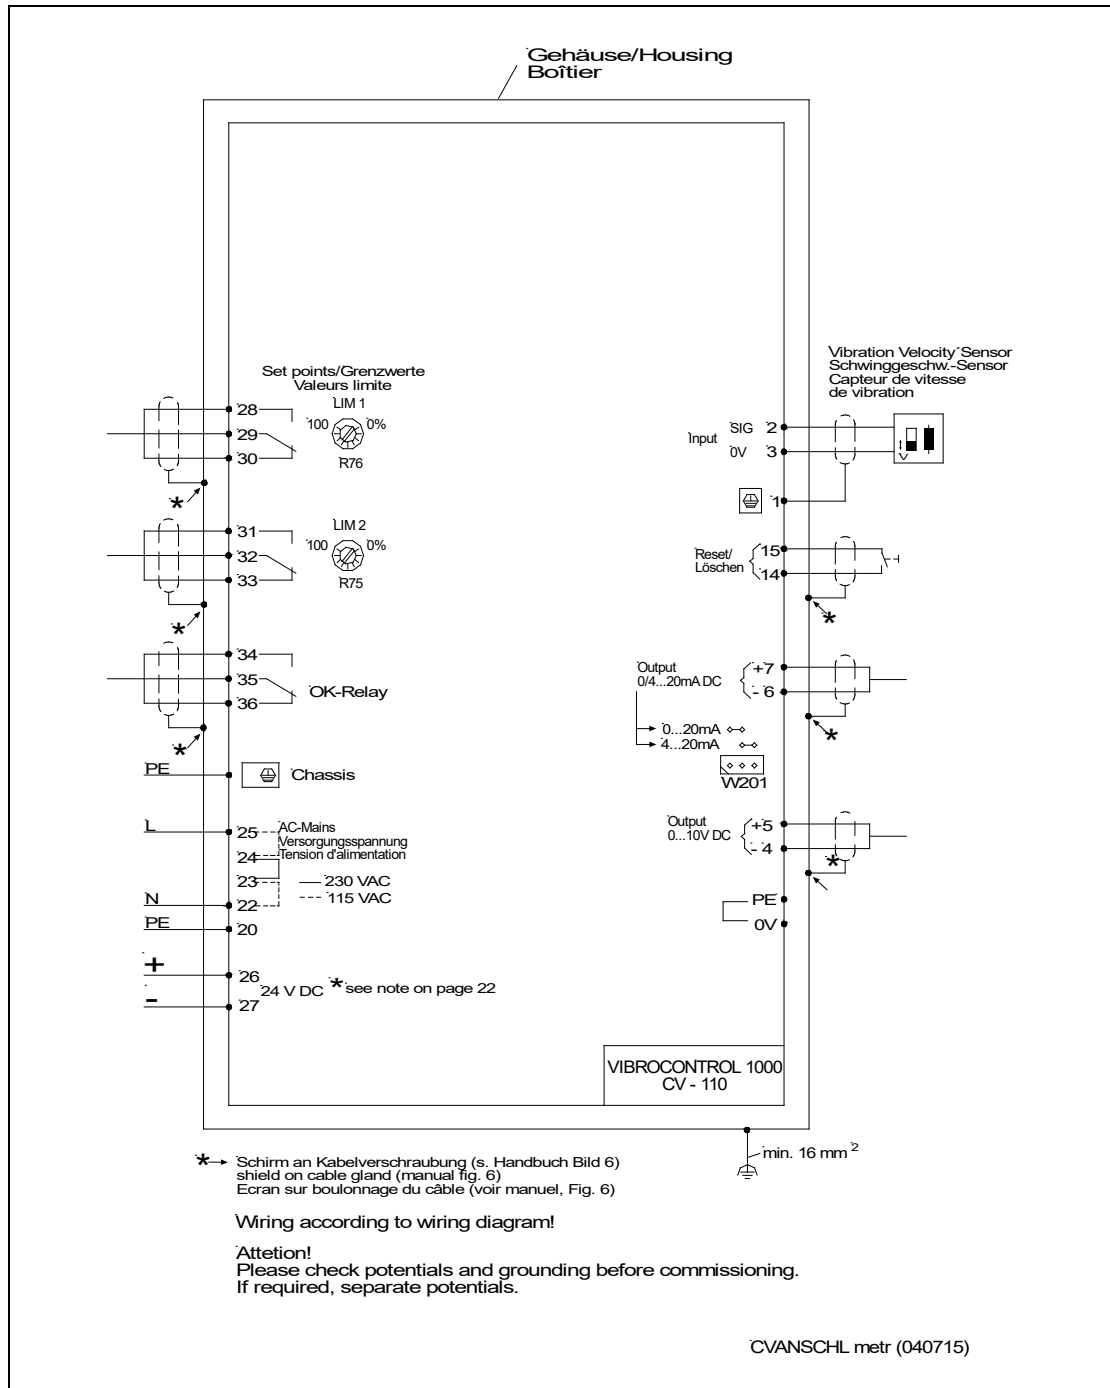 Gehäuse/Housing
Boîtier
Set points/Grenzwerte
Valeurs limite
28
29
30
LIM 1
100
0%
R76
*
31
32
33
LIM 2
100
0%
R75
*
34
35
36
OK-Relay
*
PE
Chassis
L
25
24
23
22
AC-Mains
Versorgungsspannung
Tension d'alimentation
230 VAC
115 VAC
N
PE
20
+
26
24 V DC * see note on page 22
-
27
Vibration Velocity Sensor
Schwinggeschw.-Sensor
Capteur de vitesse
de vibration
Input
SIG 2
0V 3
V
1
Reset/
Löschen
15
14
*
Output
0/4...20mA DC
+7
- 6
*
0...20mA
4...20mA
W201
Output
0...10V DC
+5
- 4
*
PE
0V
VIBROCONTROL 1000
CV - 110
min. 16 mm 2
* Schirm an Kabelverschraubung (s. Handbuch Bild 6)
shield on cable gland (manual fig. 6)
Ecran sur boulonnage du câble (voir manuel, Fig. 6)
Wiring according to wiring diagram!
Attetion!
Please check potentials and grounding before commissioning.
If required, separate potentials.
CVANSCHL metr (040715)